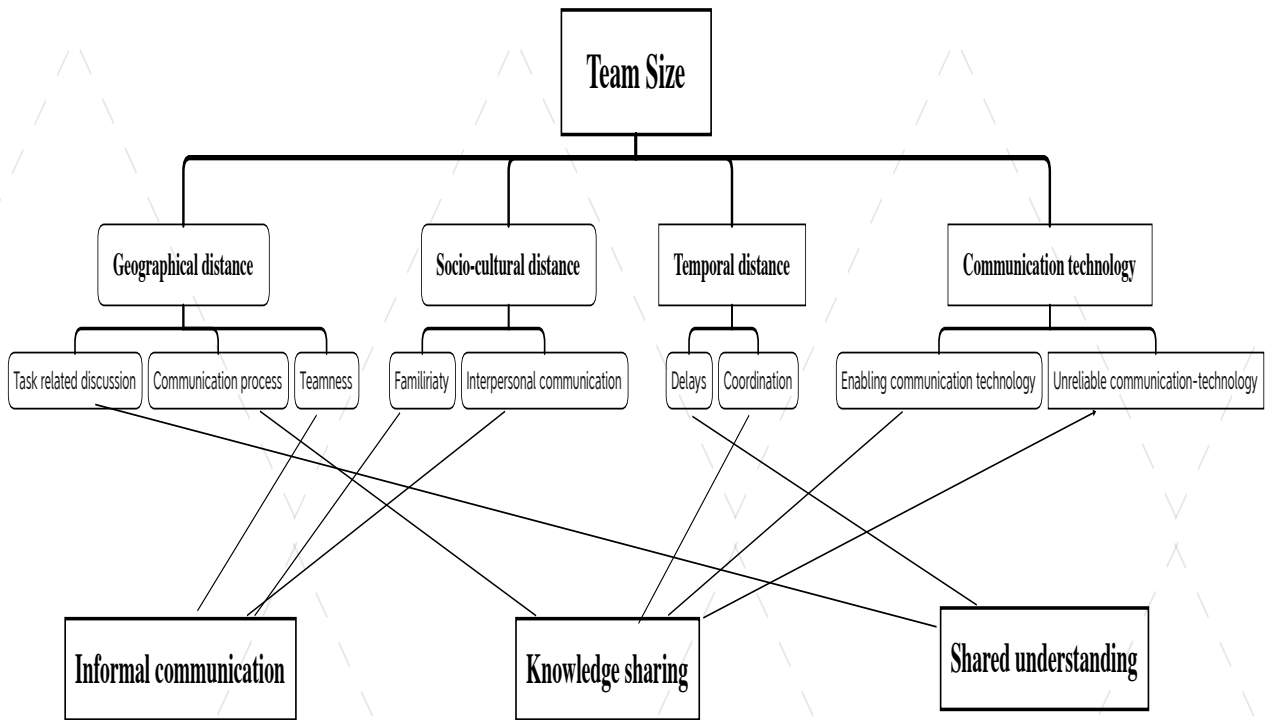 Team Size
Geographical distance
Socio-cultural distance
Temporal distance
Communication technology
Task related discussion
Communication process
Teamness
Familiriaty
Interpersonal communication
Delays
Coordination
Enabling communication technology
Unreliable communication-technology
Informal communication
Knowledge sharing
Shared understanding